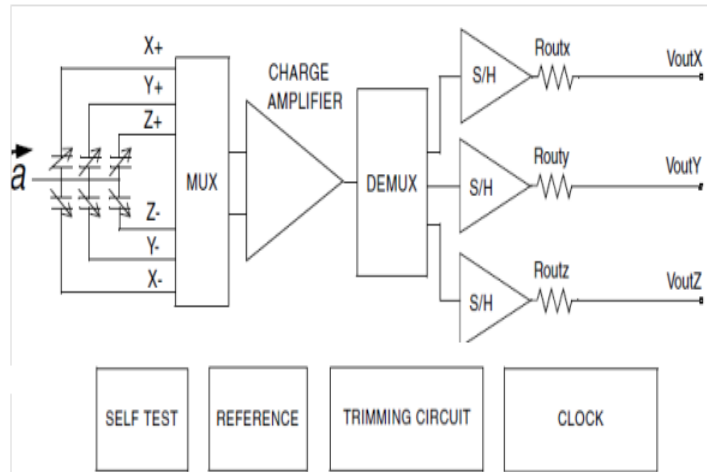 X+
Y+
Z+
a
Z-
Y-
X-
MUX
CHARGE
AMPLIFIER
DEMUX
S/H
Routx
VoutX
S/H
Routy
VoutY
S/H
Routz
VoutZ
SELF TEST
REFERENCE
TRIMMING CIRCUIT
CLOCK